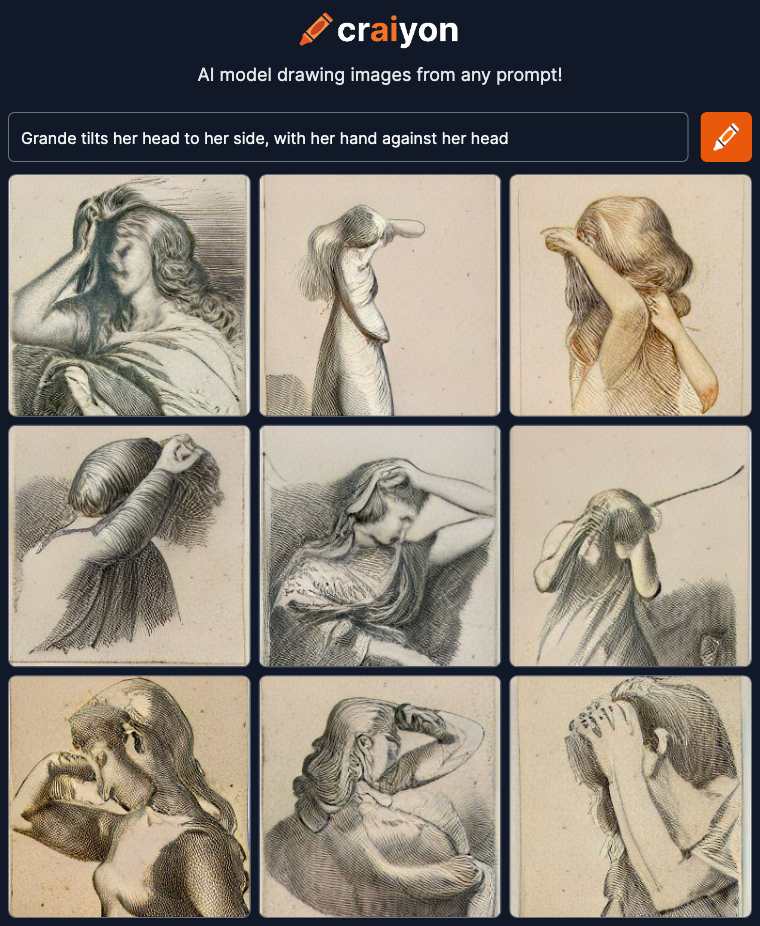 craiyon
AI model drawing images from any prompt!
Grande tilts her head to her side, with her hand against her head